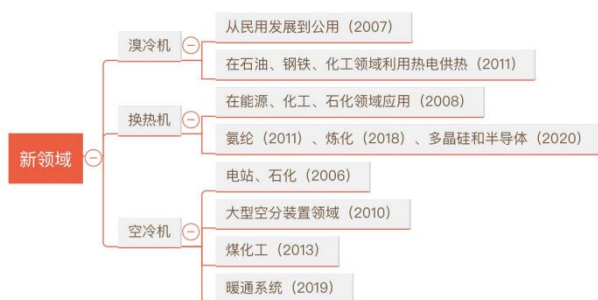 新领域
溴冷机
从民用发展到公用（2007）
在石油、钢铁、化工领域利用热电供热（2011）
换热机
在能源、化工、石化领域应用（2008）
氨纶（2011）、炼化（2018）、多晶硅和半导体（2020）
空冷机
电站、石化（2006）
大型空分装置领域（2010）
煤化工（2013）
暖通系统（2019）